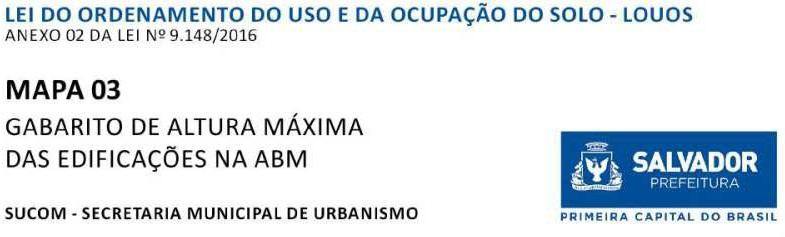 LEI DO ORDENAMENTO DO USO E DA OCUPAÇÃO DO SOLO - LOUOS
ANEXO 02 DA LEI Nº 9.148/2016
MAPA 03
GABARITO DE ALTURA MÁXIMA
DAS EDIFICAÇÕES NA ABM
SALVADOR
PREFEITURA
PRIMEIRA CAPITAL DO BRASIL
SUCOM - SECRETARIA MUNICIPAL DE URBANISMO